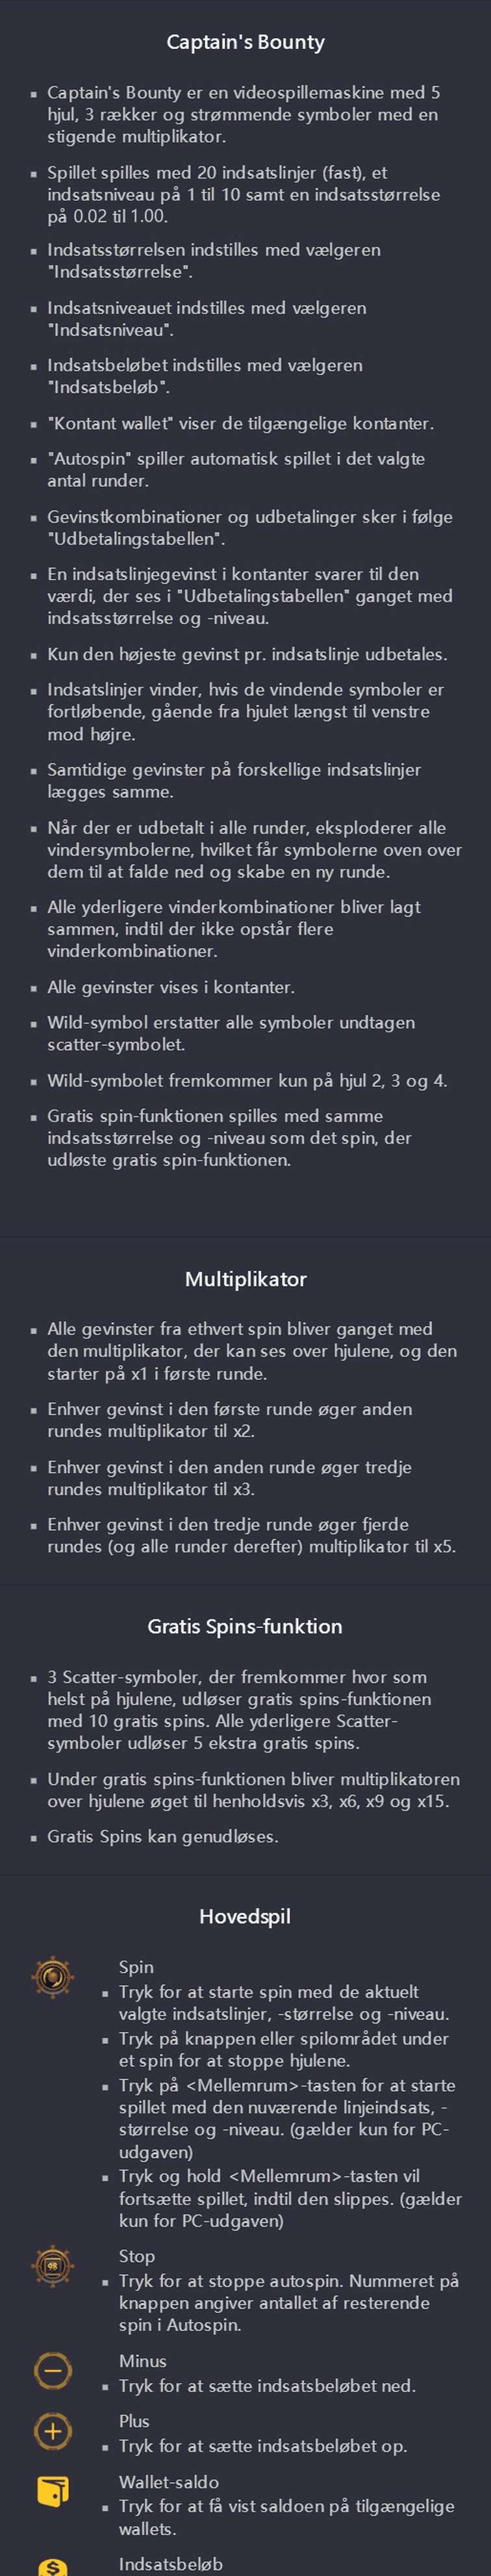 Captain's Bounty
▪ Captain's Bounty er en videospillemaskine med 5
hjul, 3 rækker og strømmende symboler med en
stigende multiplikator.
▪ Spillet spilles med 20 indsatslinjer (fast), et
indsatsniveau på 1 til 10 samt en indsatsstørrelse
på 0.02 til 1.00.
▪ Indsatsstørrelsen indstilles med vælgeren
"Indsatsstørrelse".
▪ Indsatsniveauet indstilles med vælgeren
"Indsatsniveau".
▪ Indsatsbeløbet indstilles med vælgeren
"Indsatsbeløb".
▪ "Kontant wallet" viser de tilgængelige kontanter.
▪ "Autospin" spiller automatisk spillet i det valgte
antal runder.
▪ Gevinstkombinationer og udbetalinger sker i følge
"Udbetalingstabellen".
▪ En indsatslinjegevinst i kontanter svarer til den
værdi, der ses i "Udbetalingstabellen" ganget med
indsatsstørrelse og -niveau.
▪ Kun den højeste gevinst pr. indsatslinje udbetales.
▪ Indsatslinjer vinder, hvis de vindende symboler er
fortløbende, gående fra hjulet længst til venstre
mod højre.
▪ Samtidige gevinster på forskellige indsatslinjer
lægges samme.
▪ Når der er udbetalt i alle runder, eksploderer alle
vindersymbolerne, hvilket får symbolerne oven over
dem til at falde ned og skabe en ny runde.
▪ Alle yderligere vinderkombinationer bliver lagt
sammen, indtil der ikke opstår flere
vinderkombinationer.
▪ Alle gevinster vises i kontanter.
▪ Wild-symbol erstatter alle symboler undtagen
scatter-symbolet.
▪ Wild-symbolet fremkommer kun på hjul 2, 3 og 4.
▪ Gratis spin-funktionen spilles med samme
indsatsstørrelse og -niveau som det spin, der
udløste gratis spin-funktionen.
Multiplikator
▪ Alle gevinster fra ethvert spin bliver ganget med
den multiplikator, der kan ses over hjulene, og den
starter på x1 i første runde.
▪ Enhver gevinst i den første runde øger anden
rundes multiplikator til x2.
▪ Enhver gevinst i den anden runde øger tredje
rundes multiplikator til x3.
▪ Enhver gevinst i den tredje runde øger fjerde
rundes (og alle runder derefter) multiplikator til x5.
Gratis Spins-funktion
▪ 3 Scatter-symboler, der fremkommer hvor som
helst på hjulene, udløser gratis spins-funktionen
med 10 gratis spins. Alle yderligere Scatter-
symboler udløser 5 ekstra gratis spins.
▪ Under gratis spins-funktionen bliver multiplikatoren
over hjulene øget til henholdsvis x3, x6, x9 og x15.
▪ Gratis Spins kan genudløses.
Hovedspil
Spin
▪ Tryk for at starte spin med de aktuelt
valgte indsatslinjer, -størrelse og -niveau.
▪ Tryk på knappen eller spilområdet under
et spin for at stoppe hjulene.
▪ Tryk på <Mellemrum>-tasten for at starte
spillet med den nuværende linjeindsats, -
størrelse og -niveau. (gælder kun for PC-
udgaven)
▪ Tryk og hold <Mellemrum>-tasten vil
fortsætte spillet, indtil den slippes. (gælder
kun for PC-udgaven)
Stop
▪ Tryk for at stoppe autospin. Nummeret på
knappen angiver antallet af resterende
spin i Autospin.
Minus
▪ Tryk for at sætte indsatsbeløbet ned.
Plus
▪ Tryk for at sætte indsatsbeløbet op.
Wallet-saldo
▪ Tryk for at få vist saldoen på tilgængelige
wallets.
Indsatsbeløb